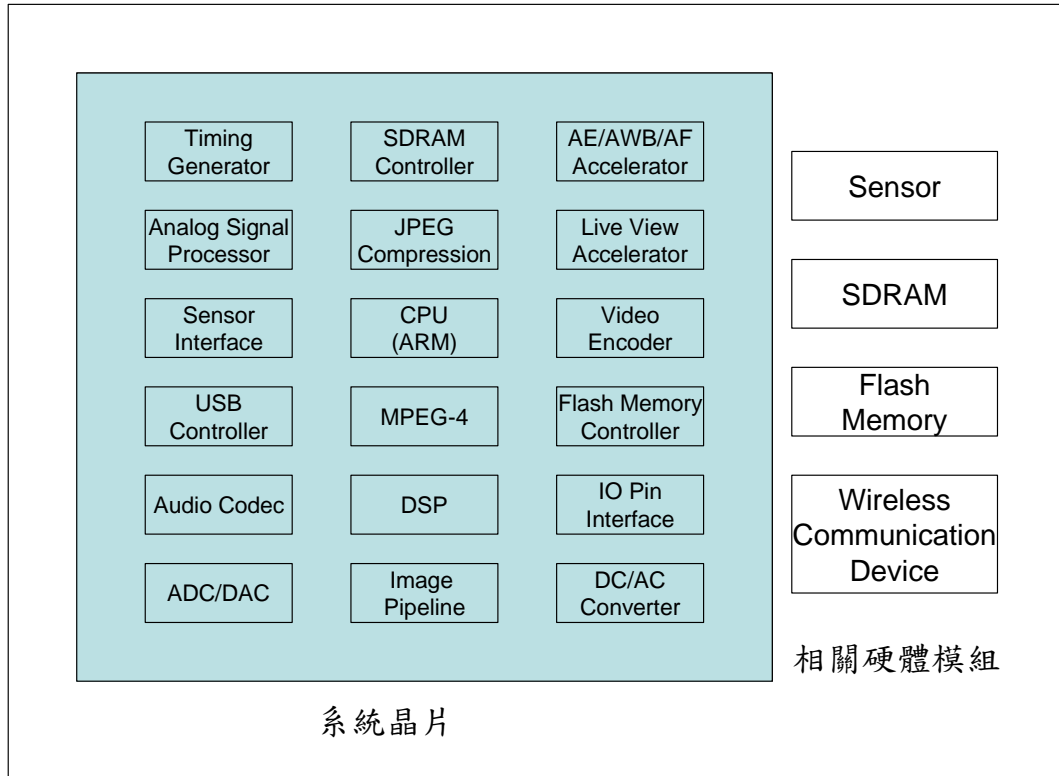 Timing
Generator
SDRAM
Controller
AE/AWB/AF
Accelerator
Analog Signal
Processor
JPEG
Compression
Live View
Accelerator
Sensor
Interface
CPU
(ARM)
Video
Encoder
USB
Controller
MPEG-4
Flash Memory
Controller
Audio Codec
DSP
IO Pin
Interface
ADC/DAC
Image
Pipeline
DC/AC
Converter
Sensor
SDRAM
Flash
Memory
Wireless
Communication
Device
相關硬體模組
系統晶片